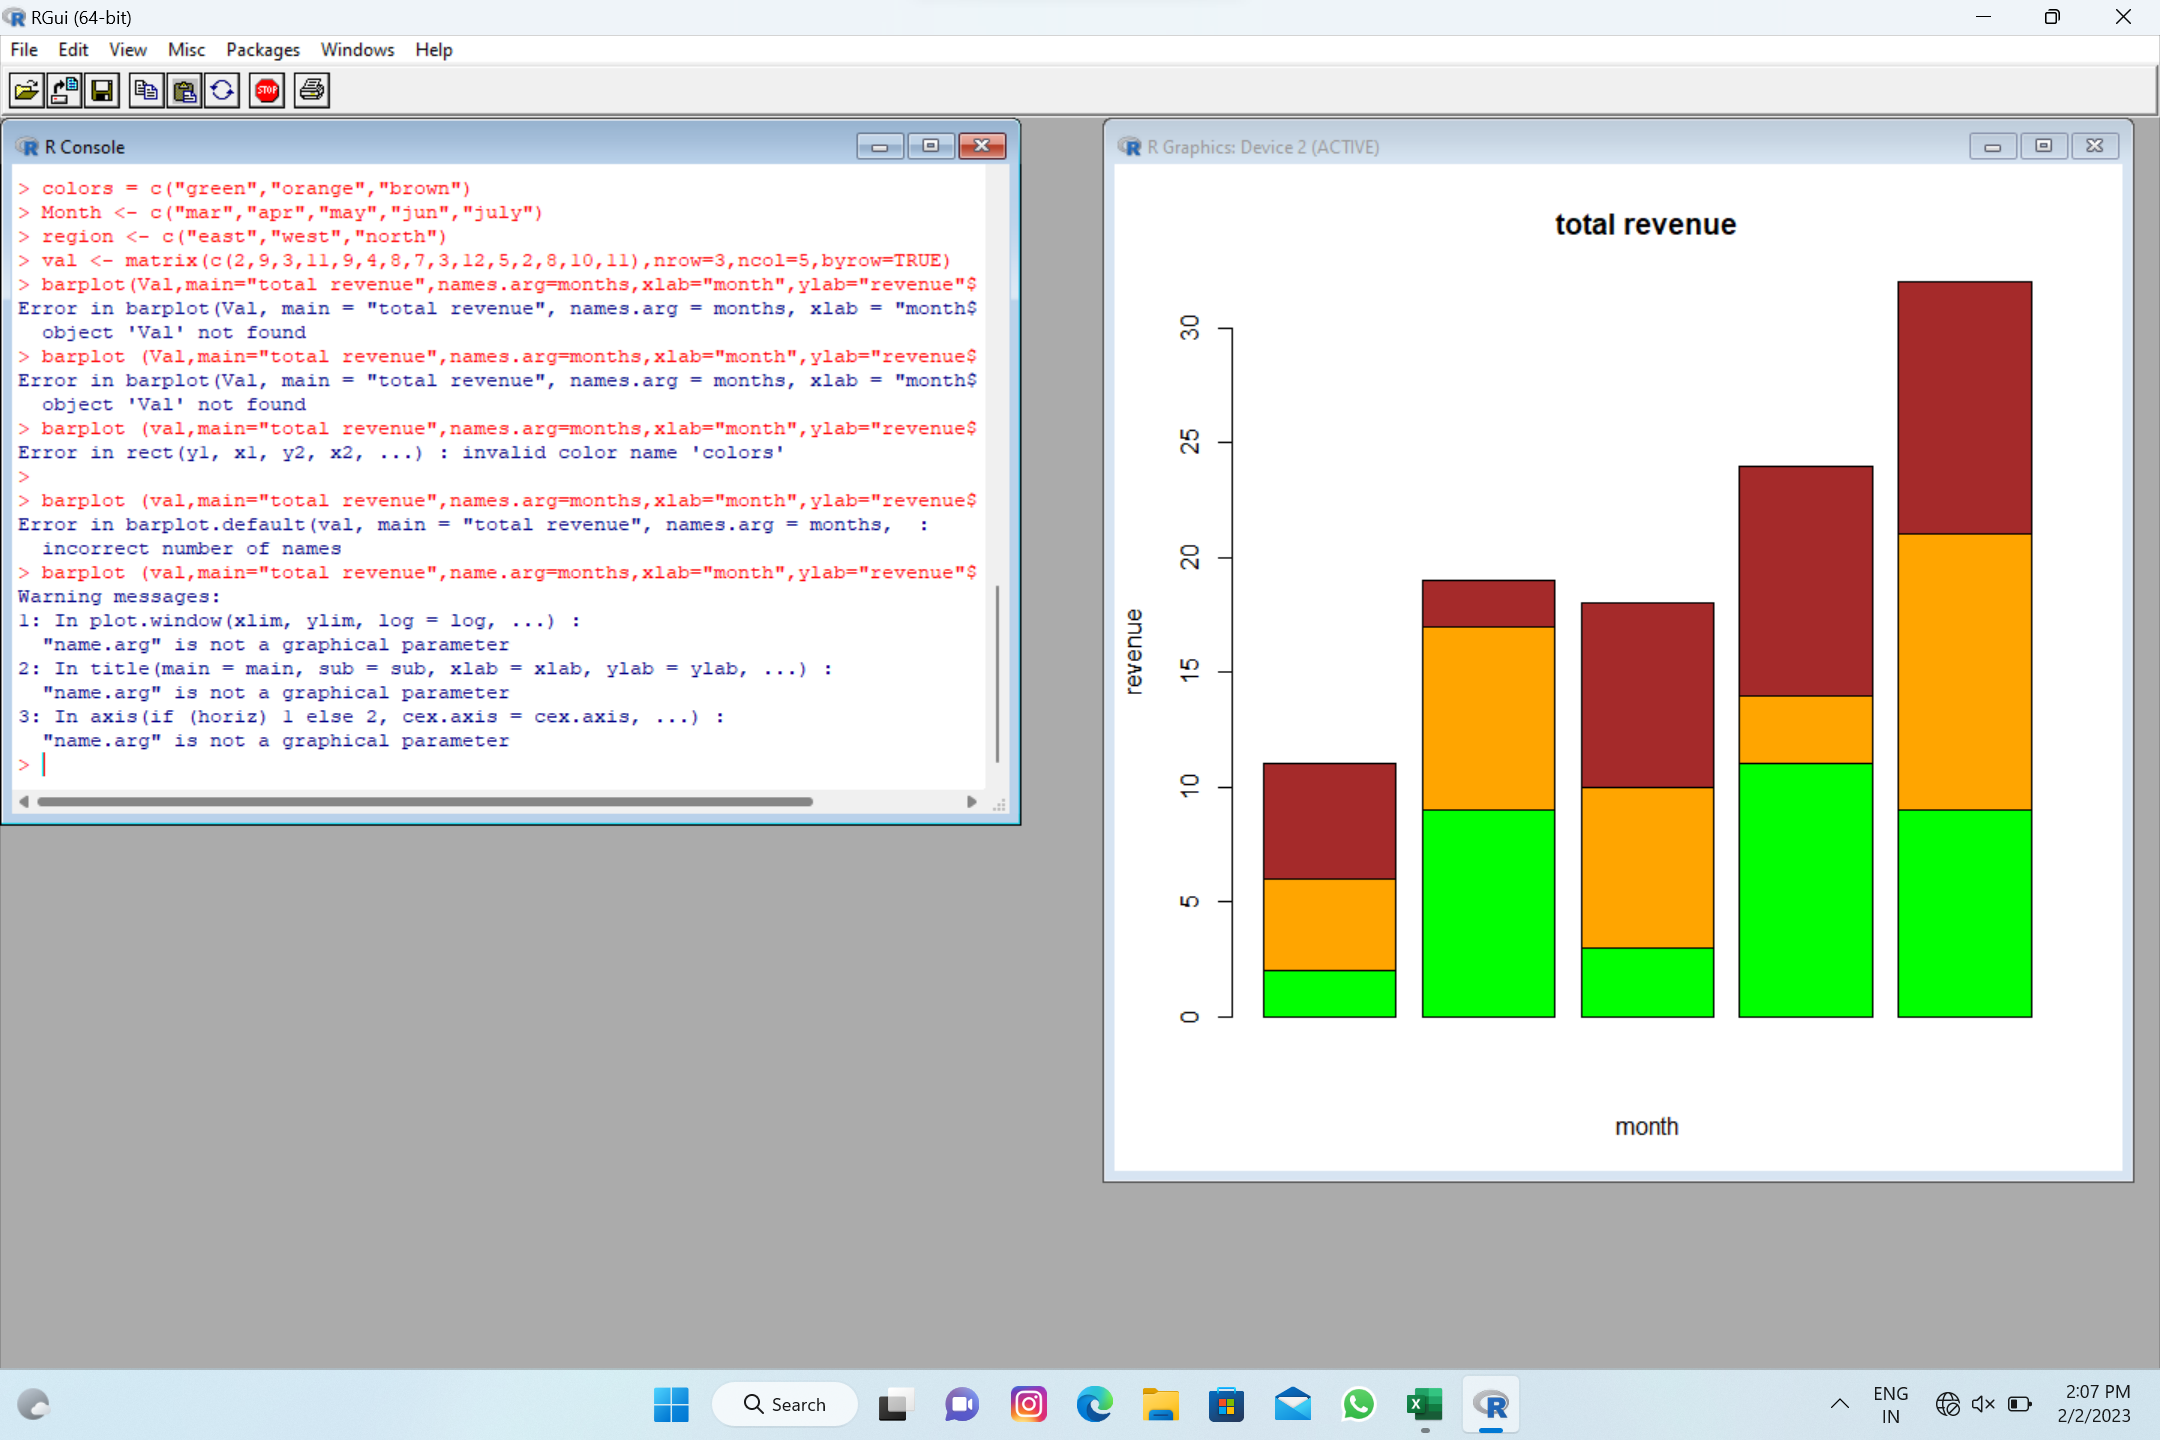 RGui (64-bit)
File Edit View Misc Packages Windows Help
STOP
R Console
> colors = c("green","orange","brown")
> Month <- c("mar","apr","may","jun","july")
> region <- c("east","west","north")
> val <- matrix(c(2,9,3,11,9,4,8,7,3,12,5,2,8,10,11),nrow=3,ncol=5,byrow=TRUE)
> barplot(Val,main="total revenue",names.arg=months,xlab="month",ylab="revenue"$
Error in barplot(Val, main = "total revenue", names.arg = months, xlab = "month$
object 'Val' not found
> barplot (Val,main="total revenue",names.arg=months,xlab="month",ylab="revenue$
Error in barplot(Val, main = "total revenue", names.arg = months, xlab = "month$
object 'Val' not found
> barplot (val,main="total revenue",names.arg=months,xlab="month",ylab="revenue$
Error in rect(y1, x1, y2, x2, ...) : invalid color name 'colors'
>
> barplot (val,main="total revenue",names.arg=months,xlab="month",ylab="revenue$
Error in barplot.default(val, main = "total revenue", names.arg = months,  :
incorrect number of names
> barplot (val,main="total revenue",name.arg=months,xlab="month",ylab="revenue"$
Warning messages:
1: In plot.window(xlim, ylim, log = log, ...) :
"name.arg" is not a graphical parameter
2: In title(main = main, sub = sub, xlab = xlab, ylab = ylab, ...) :
"name.arg" is not a graphical parameter
3: In axis(if (horiz) 1 else 2, cex.axis = cex.axis, ...) :
"name.arg" is not a graphical parameter
>
R Graphics: Device 2 (ACTIVE)
total revenue
30
25
20
15
10
5
0
revenue
month
Search
ENG
IN
2:07 PM
2/2/2023